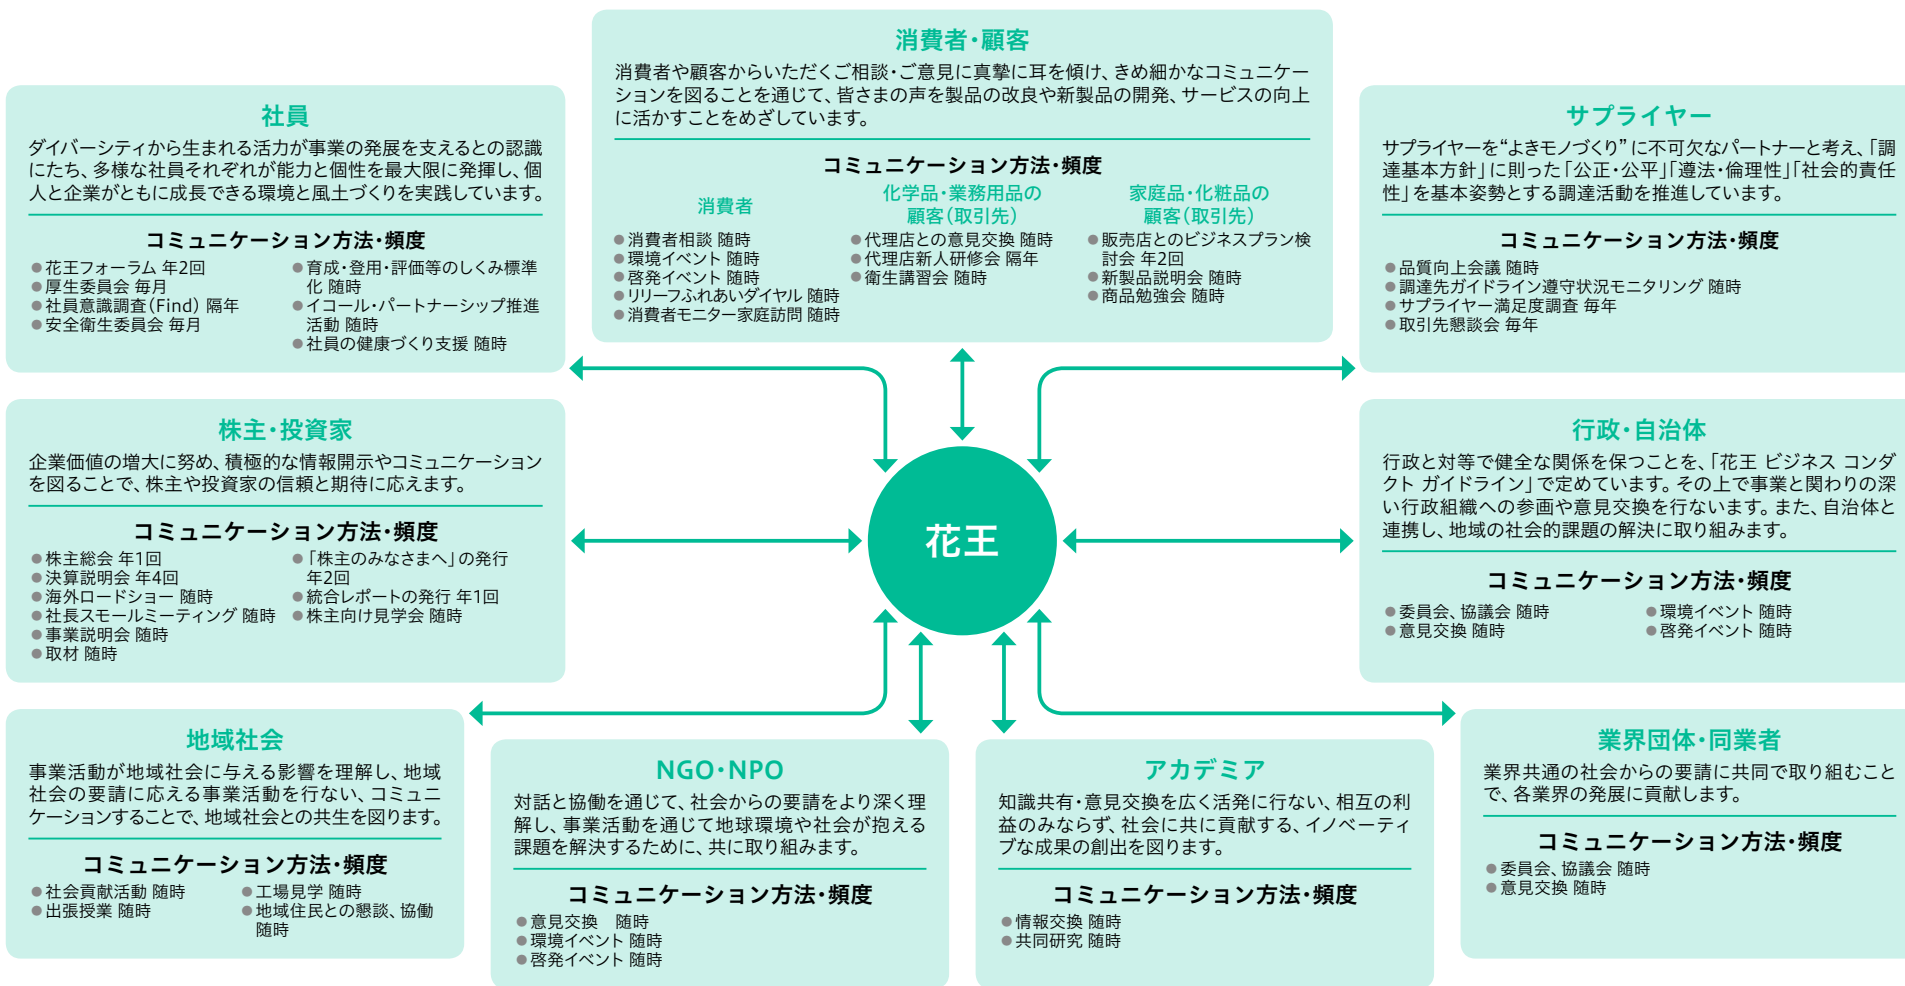 消費者・顧客
消費者や顧客からいただくご相談・ご意見に真摯に耳を傾け、きめ細かなコミュニケー
ションを図ることを通じて、皆さまの声を製品の改良や新製品の開発、サービスの向上
に活かすことをめざしています。
コミュニケーション方法・頻度
消費者
●消費者相談 随時
●環境イベント 随時
●啓発イベント 随時
●リリーフふれあいダイヤル 随時
●消費者モニター家庭訪問 随時
化学品・業務用品の
顧客（取引先）
●代理店との意見交換 随時
●代理店新人研修会 隔年
●衛生講習会 随時
家庭品・化粧品の
顧客（取引先）
●販売店とのビジネスプラン検
討会 年2回
●新製品説明会 随時
●商品勉強会 随時
社員
ダイバーシティから生まれる活力が事業の発展を支えるとの認識
にたち、多様な社員それぞれが能力と個性を最大限に発揮し、個
人と企業がともに成長できる環境と風土づくりを実践しています。
コミュニケーション方法・頻度
●花王フォーラム 年2回
●厚生委員会 毎月
●社員意識調査（Find） 隔年
●安全衛生委員会 毎月
●育成・登用・評価等のしくみ標準
化 随時
●イコール・パートナーシップ推進
活動 随時
●社員の健康づくり支援 随時
サプライヤー
サプライヤーを“よきモノづくり”に不可欠なパートナーと考え、「調
達基本方針」に則った「公正・公平」「遵法・倫理性」「社会的責任
性」を基本姿勢とする調達活動を推進しています。
コミュニケーション方法・頻度
●品質向上会議 随時
●調達先ガイドライン遵守状況モニタリング 随時
●サプライヤー満足度調査 毎年
●取引先懇談会 毎年
株主・投資家
企業価値の増大に努め、積極的な情報開示やコミュニケーション
を図ることで、株主や投資家の信頼と期待に応えます。
コミュニケーション方法・頻度
●株主総会 年1回
●決算説明会 年4回
●海外ロードショー 随時
●社長スモールミーティング 随時
●事業説明会 随時
●取材 随時
●「株主のみなさまへ」の発行
年2回
●統合レポートの発行 年1回
●株主向け見学会 随時
花王
行政・自治体
行政と対等で健全な関係を保つことを、「花王 ビジネス コンダ
クト ガイドライン」で定めています。その上で事業と関わりの深
い行政組織への参画や意見交換を行ないます。また、自治体と
連携し、地域の社会的課題の解決に取り組みます。
コミュニケーション方法・頻度
●委員会、協議会 随時
●意見交換 随時
●環境イベント 随時
●啓発イベント 随時
地域社会
事業活動が地域社会に与える影響を理解し、地域
社会の要請に応える事業活動を行ない、コミュニ
ケーションすることで、地域社会との共生を図ります。
コミュニケーション方法・頻度
●社会貢献活動 随時
●出張授業 随時
●工場見学 随時
●地域住民との懇談、協働
随時
NGO・NPO
対話と協働を通じて、社会からの要請をより深く理
解し、事業活動を通じて地球環境や社会が抱える
課題を解決するために、共に取り組みます。
コミュニケーション方法・頻度
●意見交換　随時
●環境イベント 随時
●啓発イベント 随時
アカデミア
知識共有・意見交換を広く活発に行ない、相互の利
益のみならず、社会に共に貢献する、イノベーティ
ブな成果の創出を図ります。
コミュニケーション方法・頻度
●情報交換 随時
●共同研究 随時
業界団体・同業者
業界共通の社会からの要請に共同で取り組むこと
で、各業界の発展に貢献します。
コミュニケーション方法・頻度
●委員会、協議会 随時
●意見交換 随時